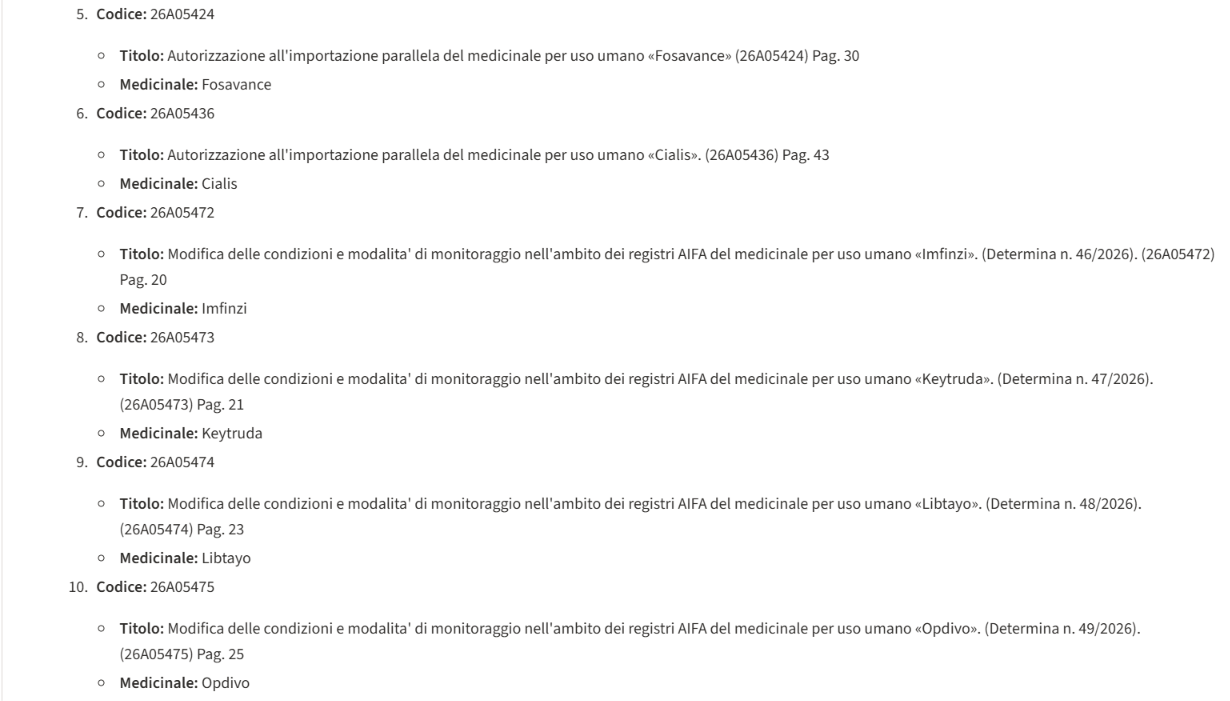 5. Codice: 26A05424
○ Titolo: Autorizzazione all'importazione parallela del medicinale per uso umano «Fosavance» (26A05424) Pag. 30
○ Medicinale: Fosavance
6. Codice: 26A05436
○ Titolo: Autorizzazione all'importazione parallela del medicinale per uso umano «Cialis». (26A05436) Pag. 43
○ Medicinale: Cialis
7. Codice: 26A05472
○ Titolo: Modifica delle condizioni e modalita' di monitoraggio nell'ambito dei registri AIFA del medicinale per uso umano «Imfinzi». (Determina n. 46/2026). (26A05472)
Pag. 20
○ Medicinale: Imfinzi
8. Codice: 26A05473
○ Titolo: Modifica delle condizioni e modalita' di monitoraggio nell'ambito dei registri AIFA del medicinale per uso umano «Keytruda». (Determina n. 47/2026).
(26A05473) Pag. 21
○ Medicinale: Keytruda
9. Codice: 26A05474
○ Titolo: Modifica delle condizioni e modalita' di monitoraggio nell'ambito dei registri AIFA del medicinale per uso umano «Libtayo». (Determina n. 48/2026).
(26A05474) Pag. 23
○ Medicinale: Libtayo
10. Codice: 26A05475
○ Titolo: Modifica delle condizioni e modalita' di monitoraggio nell'ambito dei registri AIFA del medicinale per uso umano «Opdivo». (Determina n. 49/2026).
(26A05475) Pag. 25
○ Medicinale: Opdivo